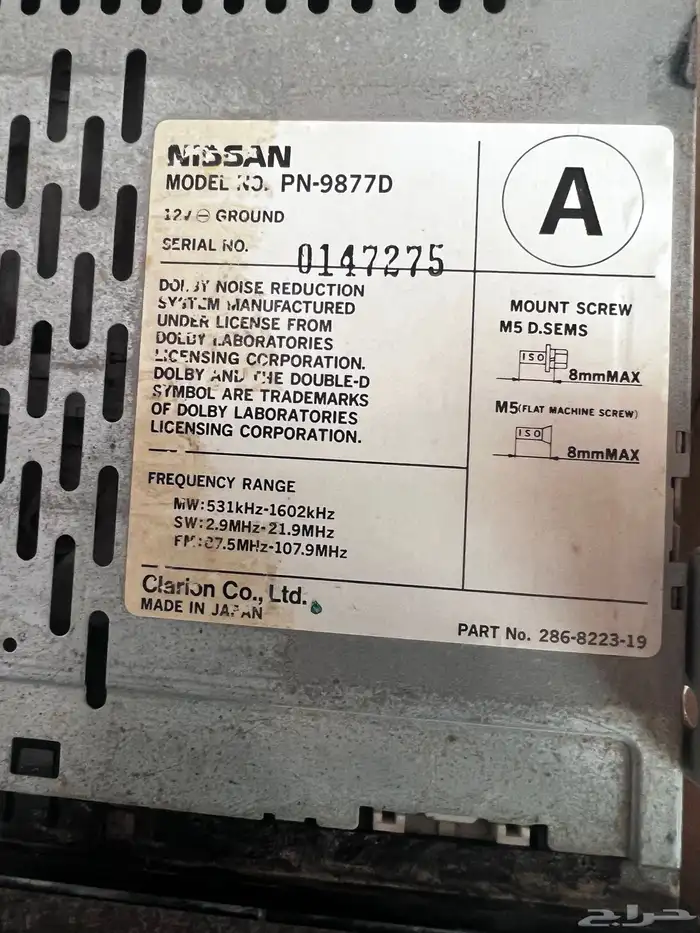 NISSAN
MODEL NO. PN-9877D
12V ⊖ GROUND
SERIAL NO. 0147275
DOLBY NOISE REDUCTION
SYSTEM MANUFACTURED
UNDER LICENSE FROM
DOLBY LABORATORIES
LICENSING CORPORATION.
DOLBY AND THE DOUBLE-D
SYMBOL ARE TRADEMARKS
OF DOLBY LABORATORIES
LICENSING CORPORATION.
FREQUENCY RANGE
MW:531kHz-1602kHz
SW:2.9MHz-21.9MHz
FM:87.5MHz-107.9MHz
Clarion Co., Ltd.
MADE IN JAPAN
A
MOUNT SCREW
M5 D.SEMS
ISO
8mmMAX
M5(FLAT MACHINE SCREW)
ISO
8mmMAX
PART No. 286-8223-19
حراج